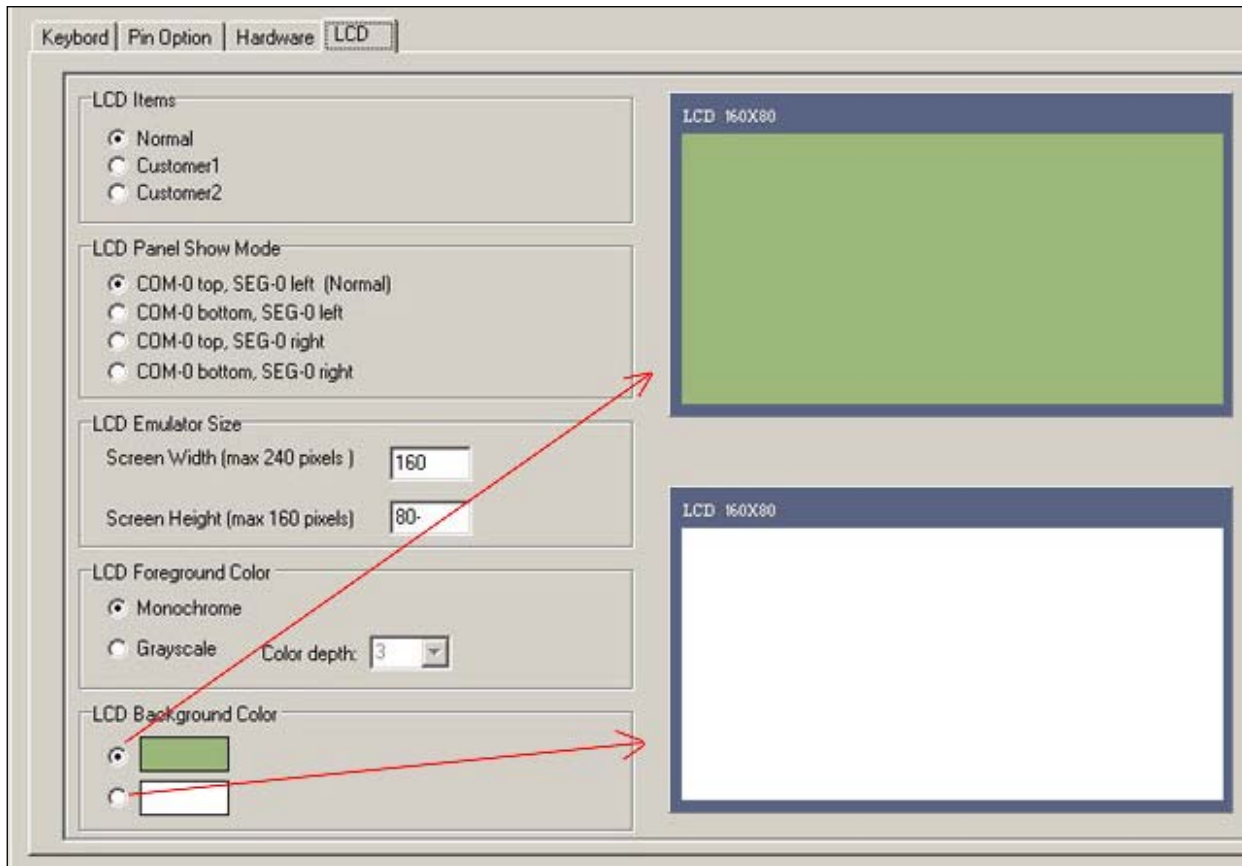 Keybord Pin Option Hardware LCD
LCD Items
Normal
Customer1
Customer2
LCD Panel Show Mode
COM-0 top, SEG-0 left (Normal)
COM-0 bottom, SEG-0 left
COM-0 top, SEG-0 right
COM-0 bottom, SEG-0 right
LCD Emulator Size
Screen Width (max 240 pixels ) 160
Screen Height (max 160 pixels) 80-
LCD Foreground Color
Monochrome
Grayscale Color depth: 3
LCD Background Color
LCD 160X80
LCD 160X80